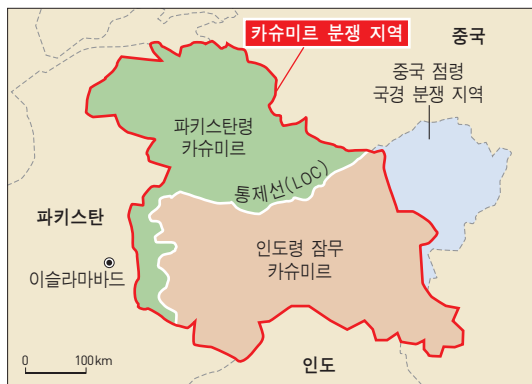 카슈미르 분쟁 지역
중국
중국 점령
국경 분쟁 지역
파키스탄령
카슈미르
통제선(LOC)
파키스탄
이슬라마바드
인도령 잠무
카슈미르
0 100km
인도